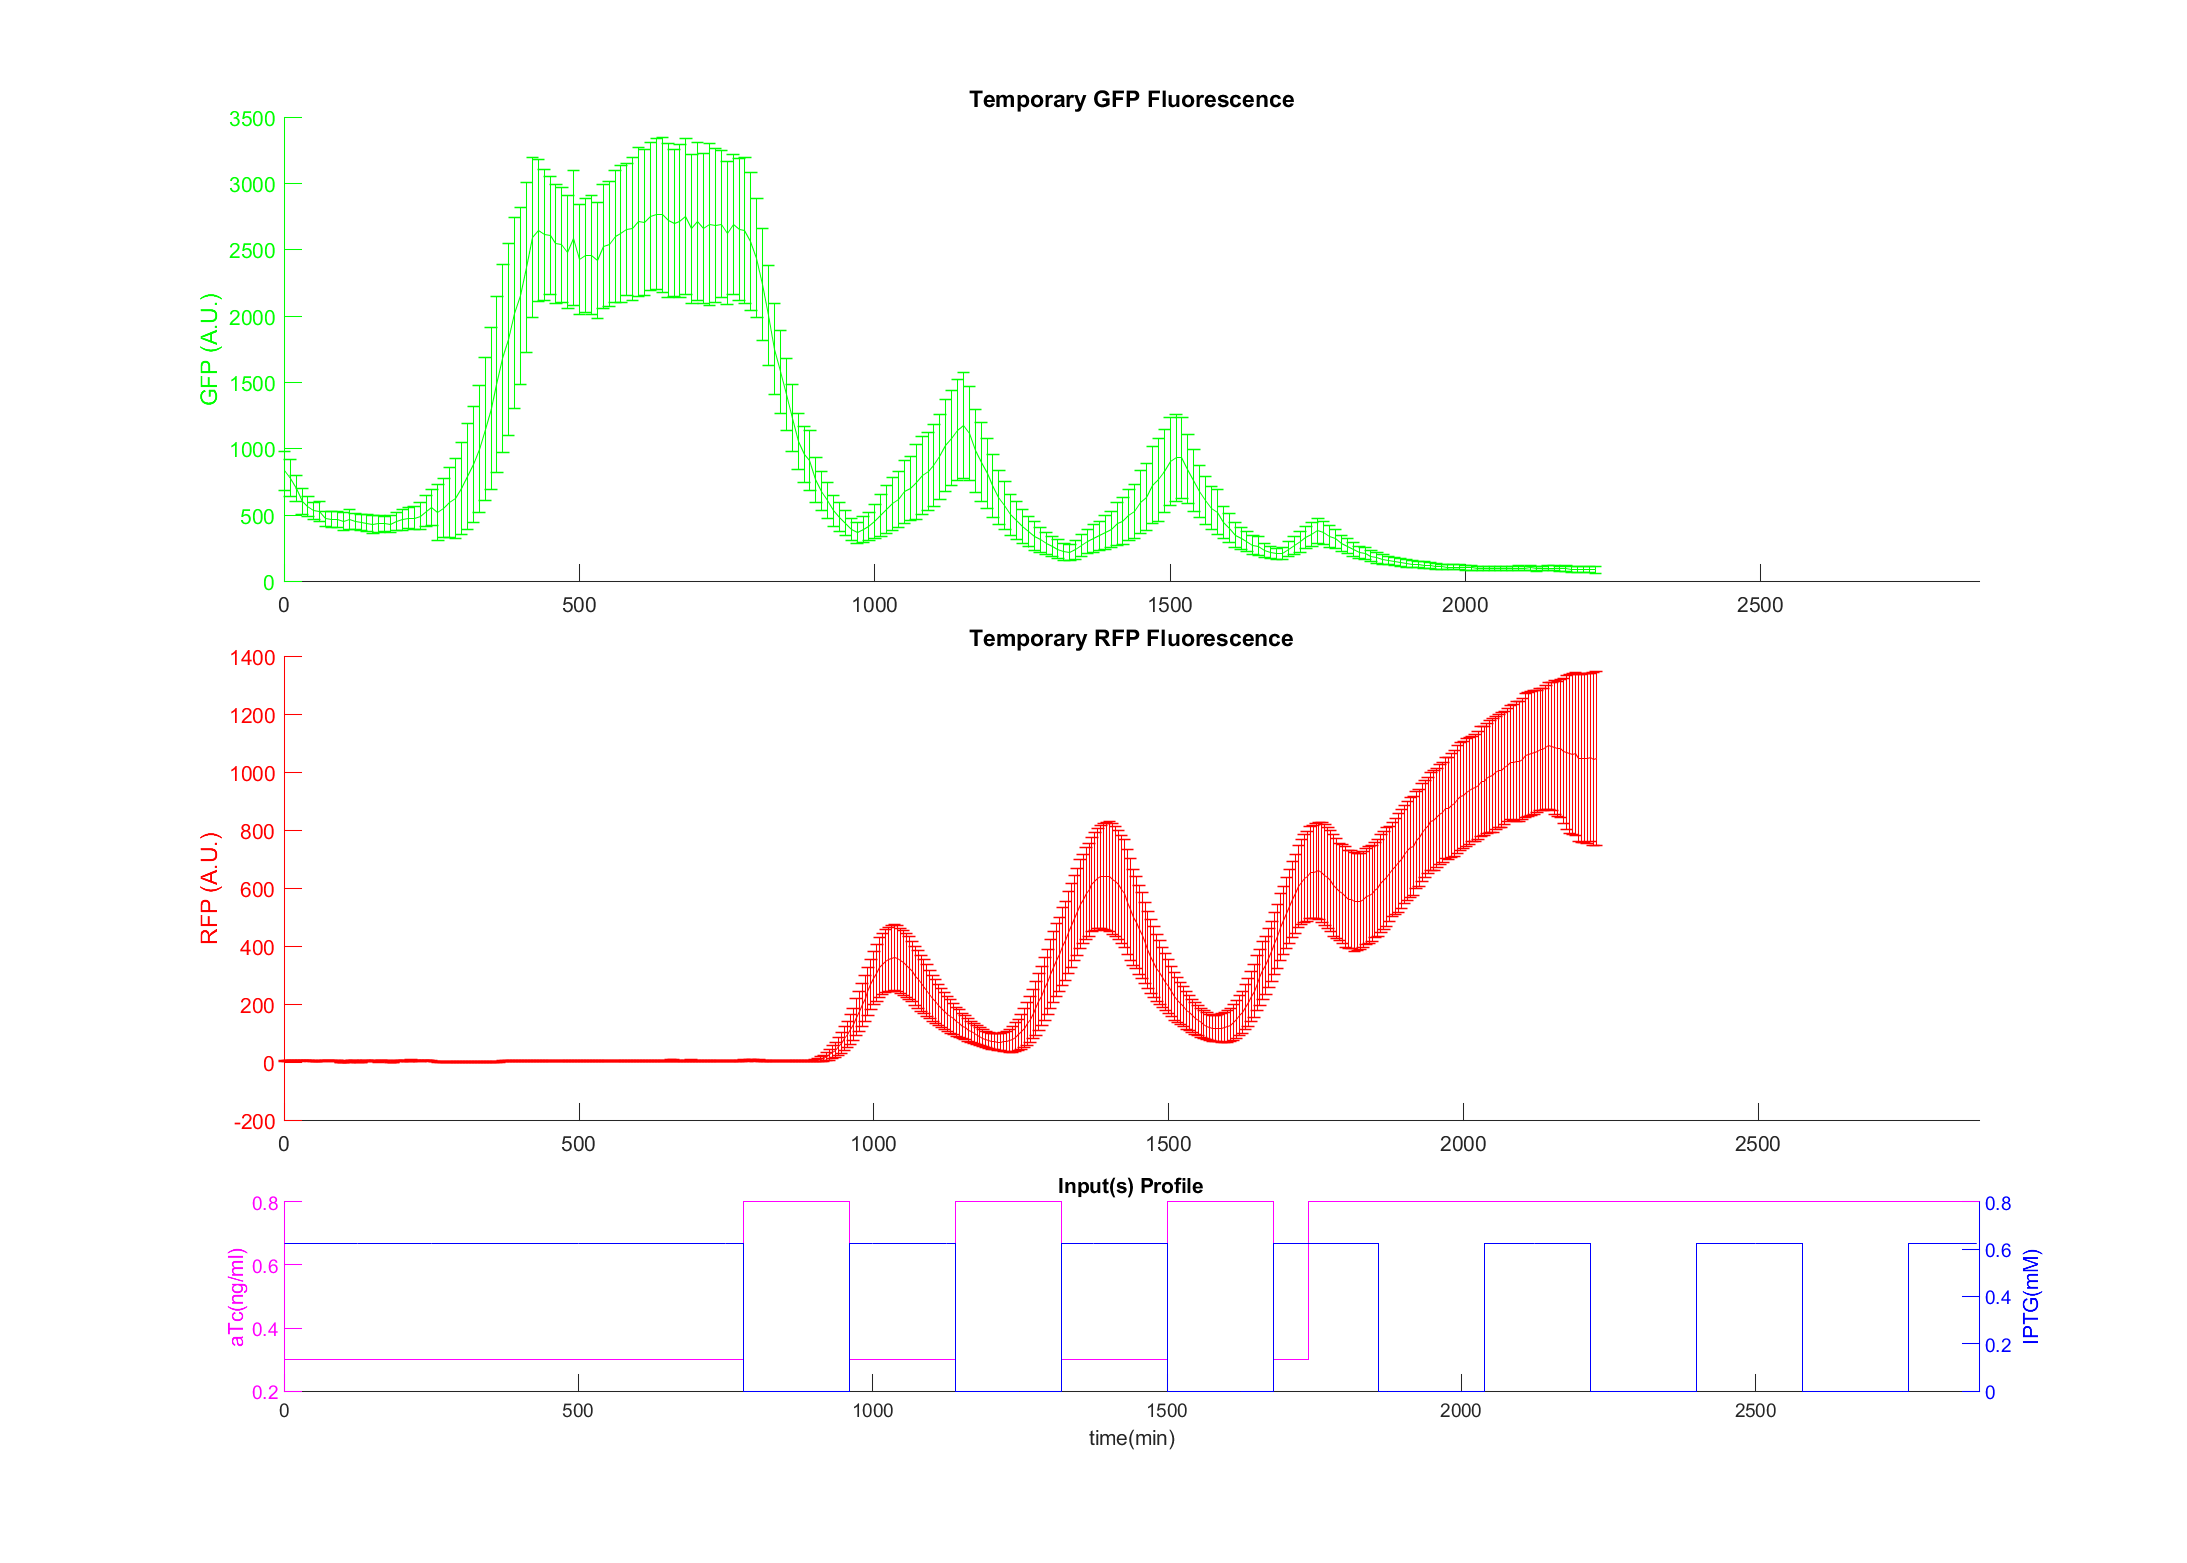 Temporary GFP Fluorescence
3500
3000
2500
2000
1500
1000
500
0
GFP (A.U.)
0 500 1000 1500 2000 2500
Temporary RFP Fluorescence
1400
1200
1000
800
600
400
200
0
-200
RFP (A.U.)
0 500 1000 1500 2000 2500
Input(s) Profile
0.8
0.6
0.4
0.2
aTc(ng/ml)
0.8
0.6
0.4
0.2
0
IPTG(mM)
0 500 1000 1500 2000 2500
time(min)